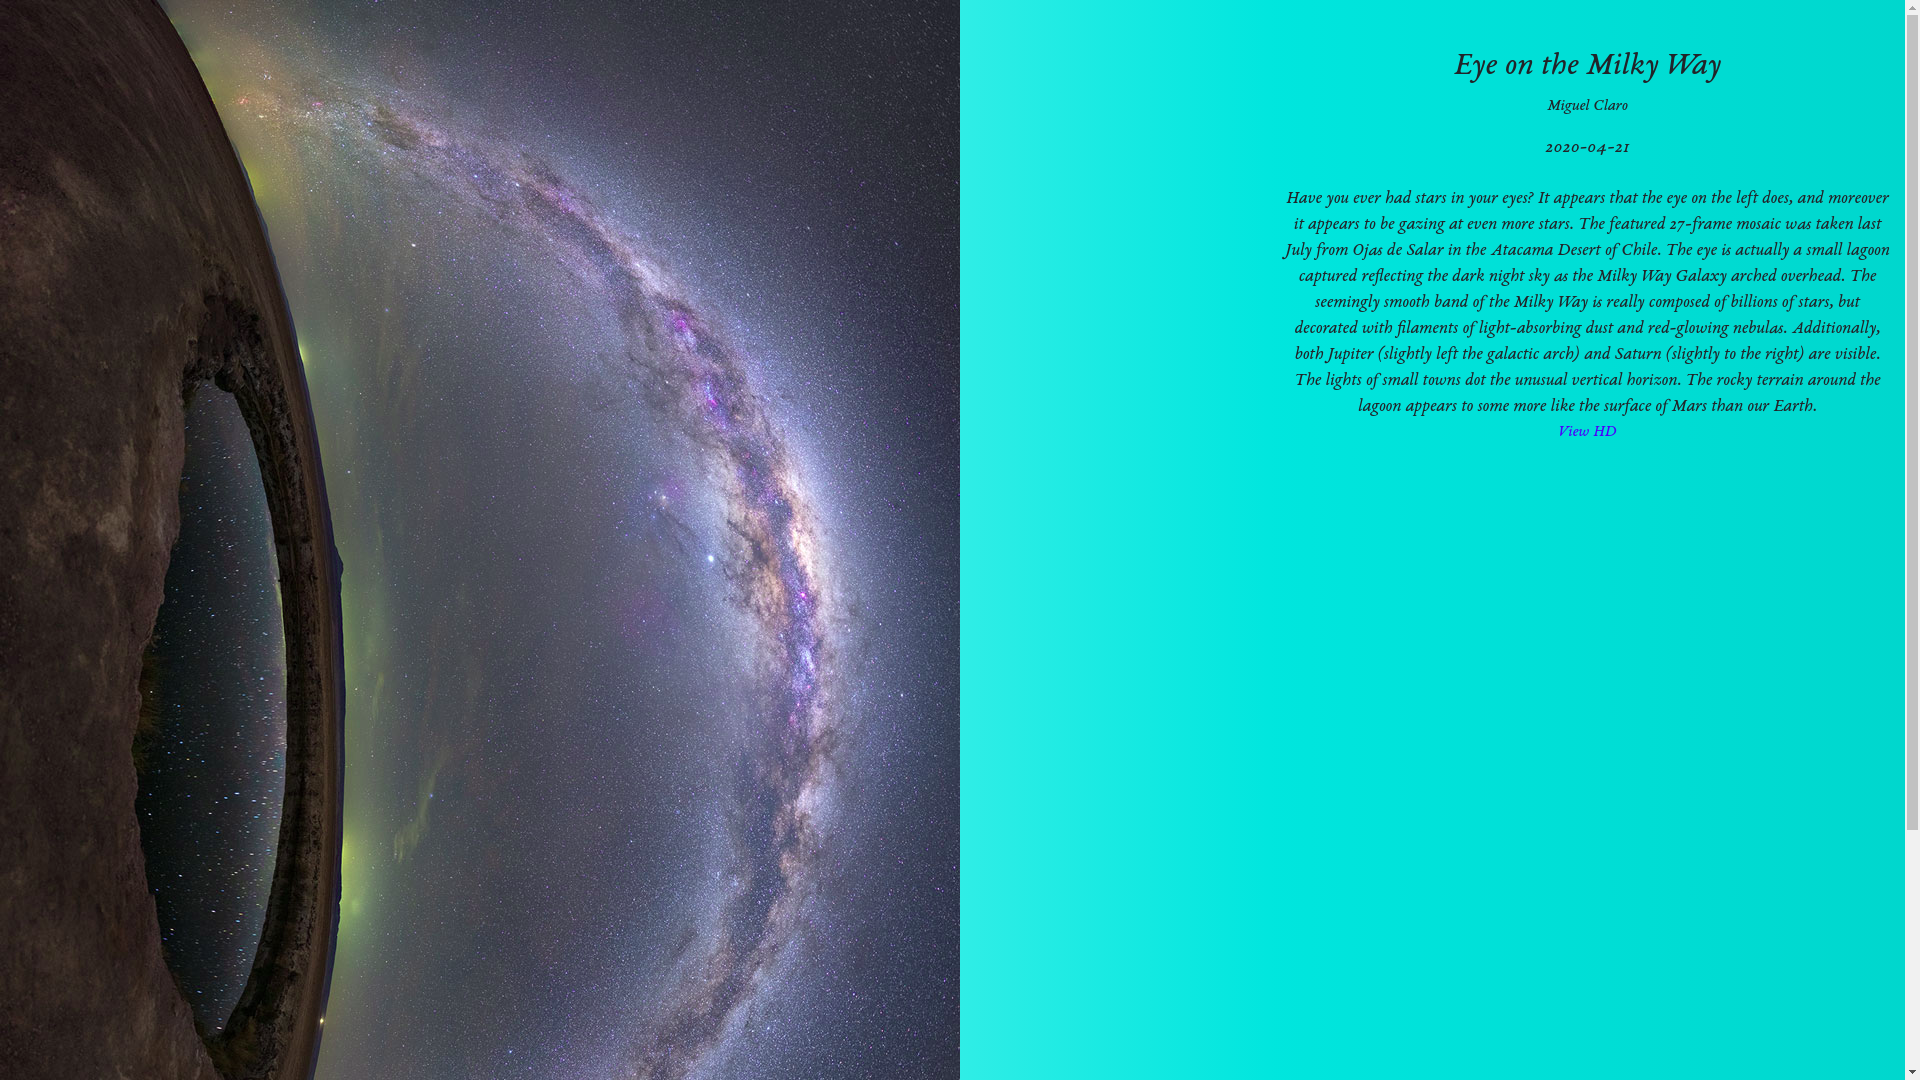 Eye on the Milky Way
Miguel Claro
2020-04-21
Have you ever had stars in your eyes? It appears that the eye on the left does, and moreover
it appears to be gazing at even more stars. The featured 27-frame mosaic was taken last
July from Ojas de Salar in the Atacama Desert of Chile. The eye is actually a small lagoon
captured reflecting the dark night sky as the Milky Way Galaxy arched overhead. The
seemingly smooth band of the Milky Way is really composed of billions of stars, but
decorated with filaments of light-absorbing dust and red-glowing nebulas. Additionally,
both Jupiter (slightly left the galactic arch) and Saturn (slightly to the right) are visible.
The lights of small towns dot the unusual vertical horizon. The rocky terrain around the
lagoon appears to some more like the surface of Mars than our Earth.
View HD